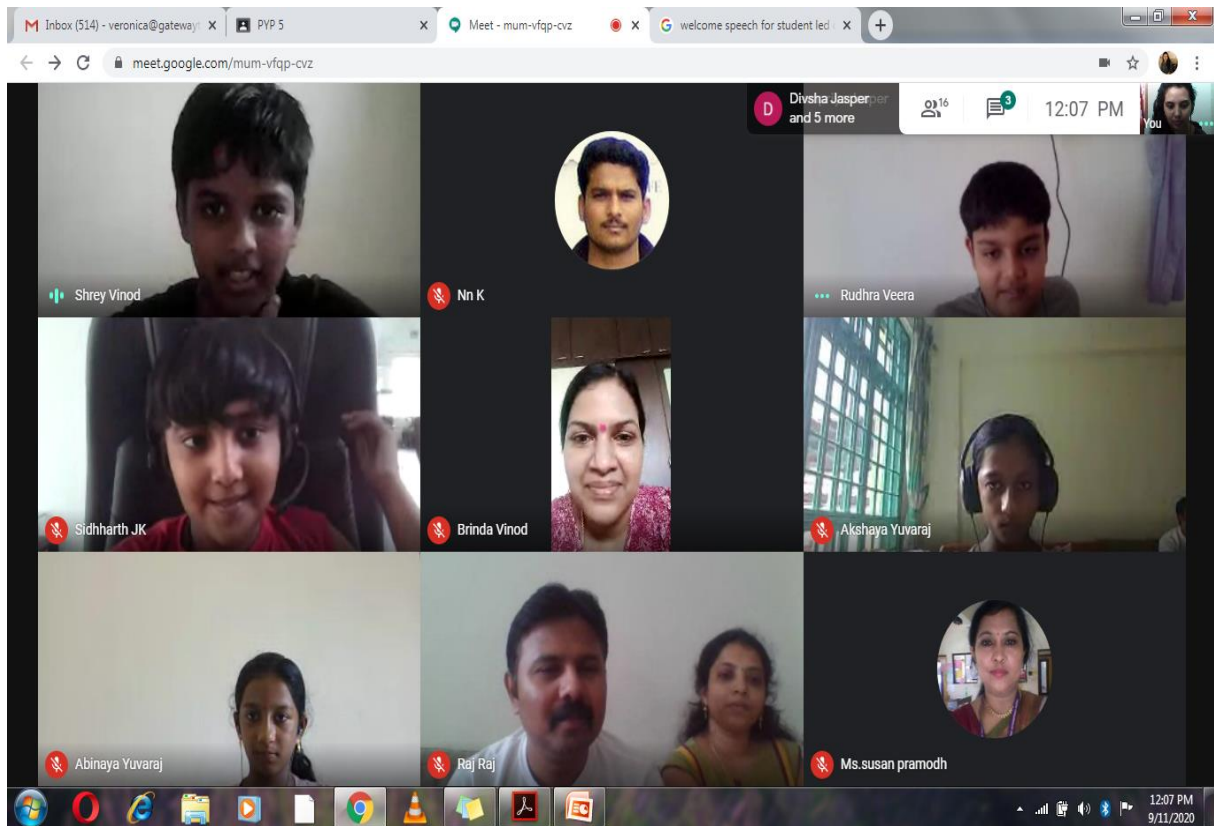 Inbox (514) - veronica@gateway
PYP 5
Meet - mum-vfqp-cvz
welcome speech for student led
meet.google.com/mum-vfqp-cvz
Divsha Jasper
and 5 more
16
3
12:07 PM
You
Shrey Vinod
Nn K
Rudhra Veera
Sidhharth JK
Brinda Vinod
Akshaya Yuvaraj
Abinaya Yuvaraj
Raj Raj
Ms.susan pramodh
12:07 PM
9/11/2020